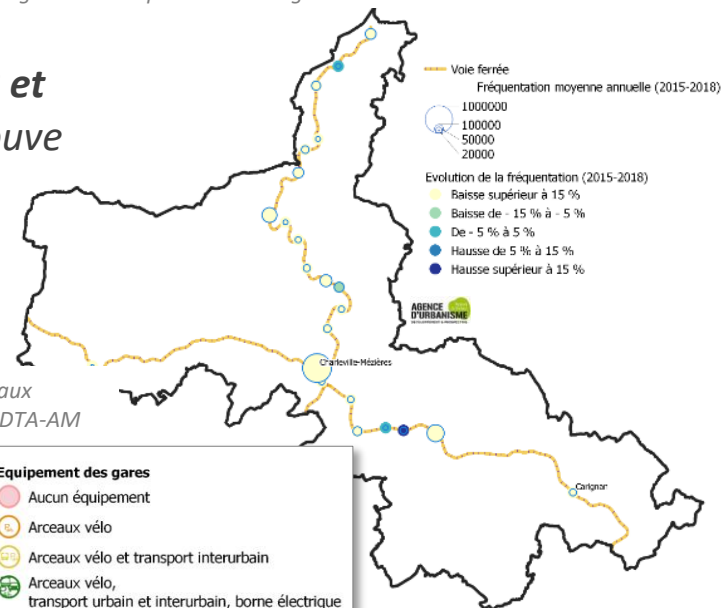 et
Voie ferrée
Fréquentation moyenne annuelle (2015-2018)
1000000
100000
50000
20000
Evolution de la fréquentation (2015-2018)
Baisse supérieur à 15 %
Baisse de - 15 % à - 5 %
De - 5 % à 5 %
Hausse de 5 % à 15 %
Hausse supérieur à 15 %
AGENCE
D'URBANISME
Charleville-Mézières
Carignan
DTA-AM
Equipement des gares
Aucun équipement
Arceaux vélo
Arceaux vélo et transport interurbain
Arceaux vélo,
transport urbain et interurbain, borne électrique